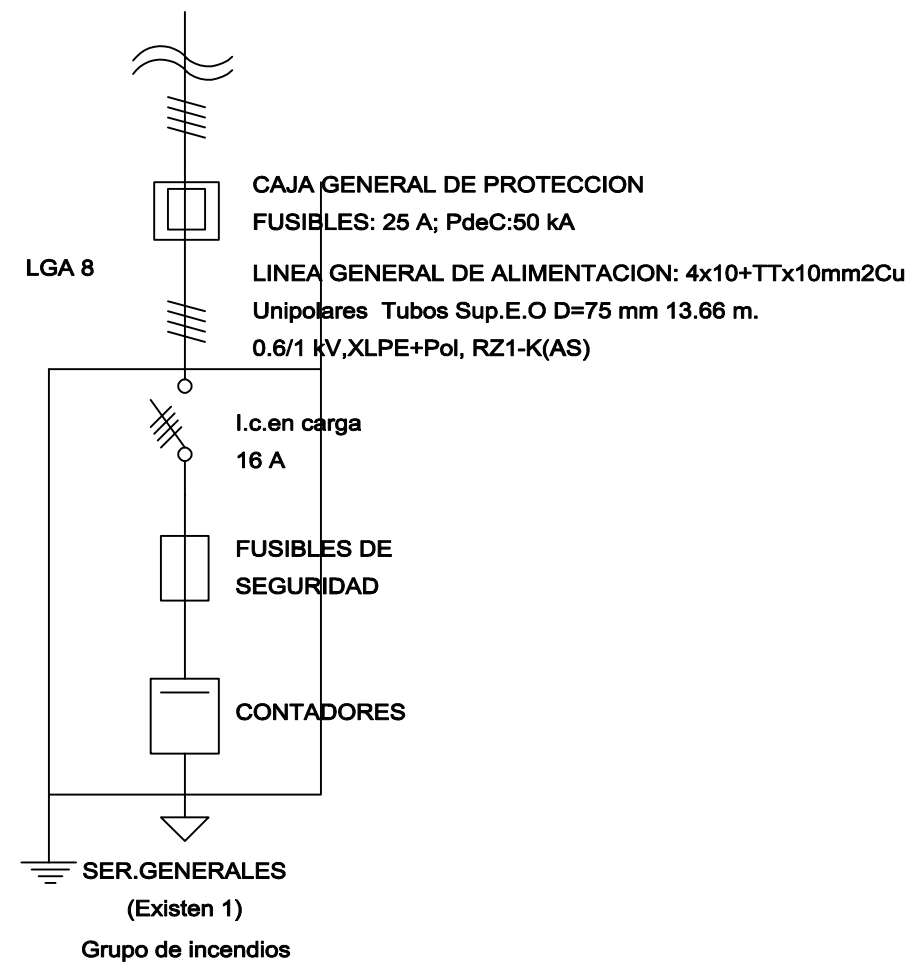 CAJA GENERAL DE PROTECCION
FUSIBLES: 25 A; PdeC:50 kA
LGA 8
LINEA GENERAL DE ALIMENTACION: 4x10+TTx10mm2Cu
Unipolares Tubos Sup.E.O D=75 mm 13.66 m.
0.6/1 kV,XLPE+Pol, RZ1-K(AS)
I.c.en carga
16 A
FUSIBLES DE
SEGURIDAD
CONTADORES
SER.GENERALES
(Existen 1)
Grupo de incendios